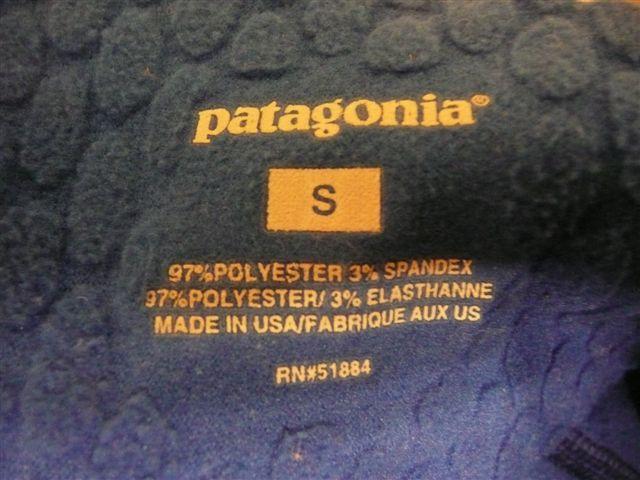 patagonia®
S
97%POLYESTER 3% SPANDEX
97%POLYESTER/ 3% ELASTHANNE
MADE IN USA/FABRIQUE AUX US
RN#51884